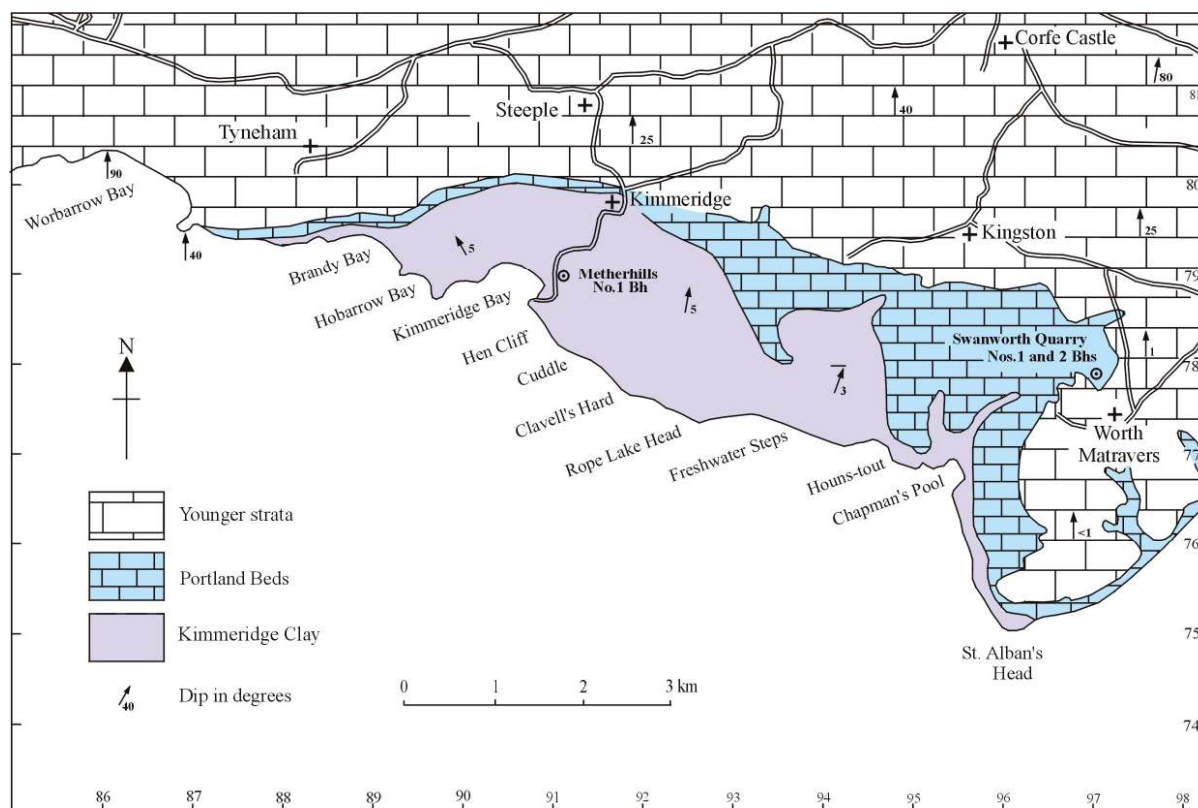 Corfe Castle
80
81
40
Steeple
25
Tyneham
90
Worbarrow Bay
80
Kimmeridge
25
Kingston
40
Brandy Bay
5
79
Metherhills
No.1 Bh
Hobarrow Bay
Kimmeridge Bay
5
Swanworth Quarry
Nos.1 and 2 Bhs
1
78
Hen Cliff
Cuddle
3
Clavell's Hard
Worth
Matravers
77
Rope Lake Head
Freshwater Steps
Houns-tout
Chapman's Pool
N
<1
76
Younger strata
Portland Beds
Kimmeridge Clay
75
St. Alban's
Head
Dip in degrees
40
0 1 2 3 km
74
86 87 88 89 90 91 92 93 94 95 96 97 98